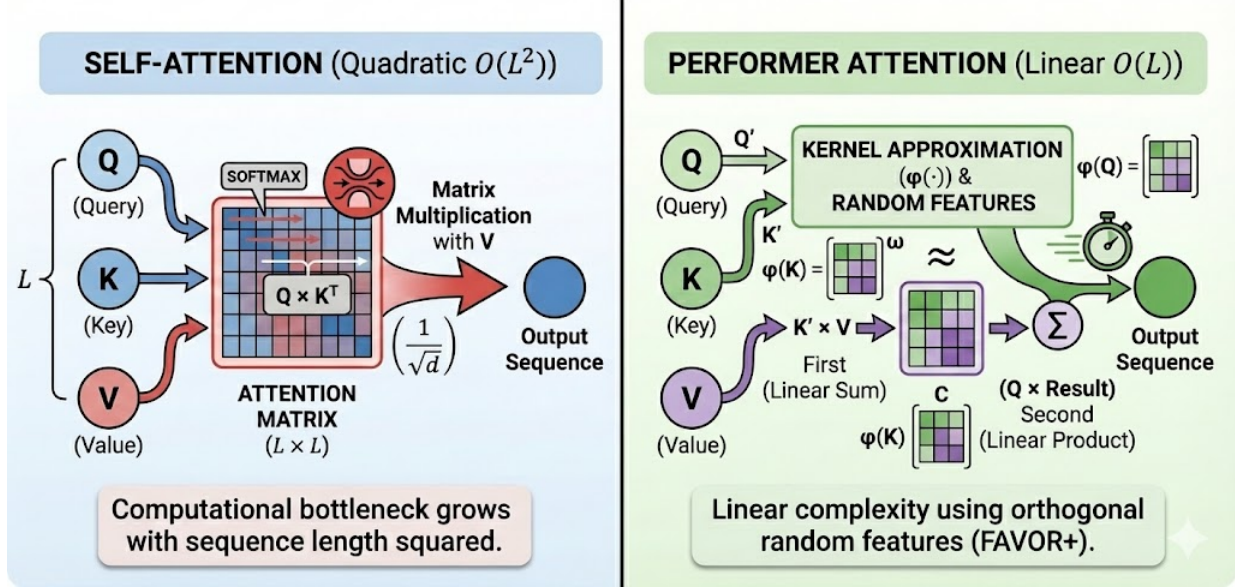 SELF-ATTENTION (Quadratic O(L²))
Q
(Query)
L
K
(Key)
V
(Value)
SOFTMAX
Q × Kᵀ
ATTENTION
MATRIX
(L × L)
Matrix
Multiplication
with V
(1/√d)
Output
Sequence
Computational bottleneck grows
with sequence length squared.
PERFORMER ATTENTION (Linear O(L))
Q
(Query)
Q′
K
(Key)
K′
V
(Value)
KERNEL APPROXIMATION
(φ(·)) &
RANDOM FEATURES
φ(Q) =
φ(K) =
ω
≈
K′ × V
First
(Linear Sum)
C
φ(K)
Σ
(Q × Result)
Second
(Linear Product)
Output
Sequence
Linear complexity using orthogonal
random features (FAVOR+).